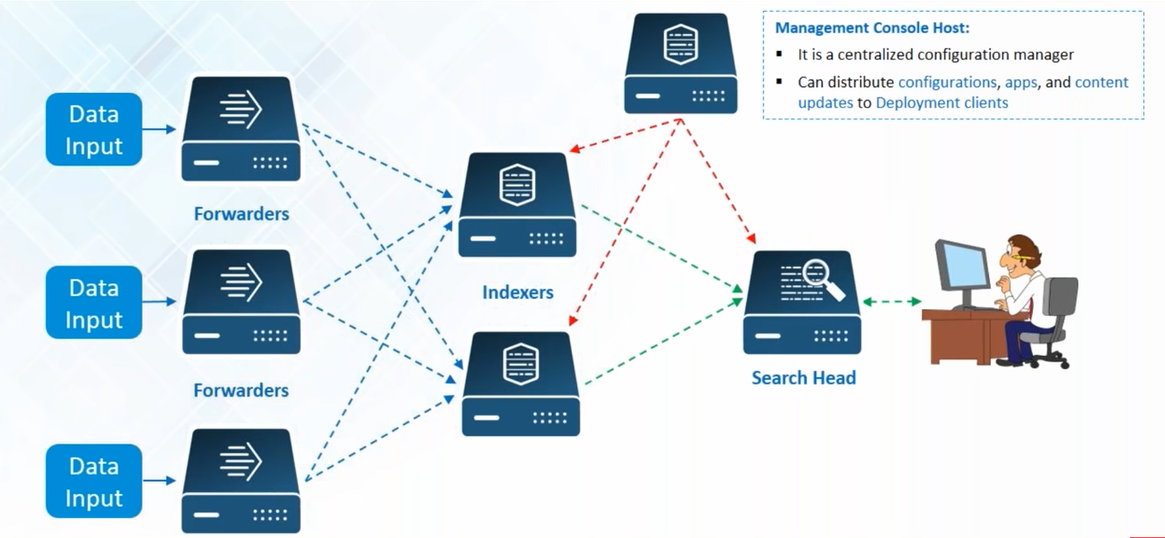 Management Console Host:
▪ It is a centralized configuration manager
▪ Can distribute configurations, apps, and content
updates to Deployment clients
Data
Input
Forwarders
Data
Input
Forwarders
Data
Input
Indexers
Search Head